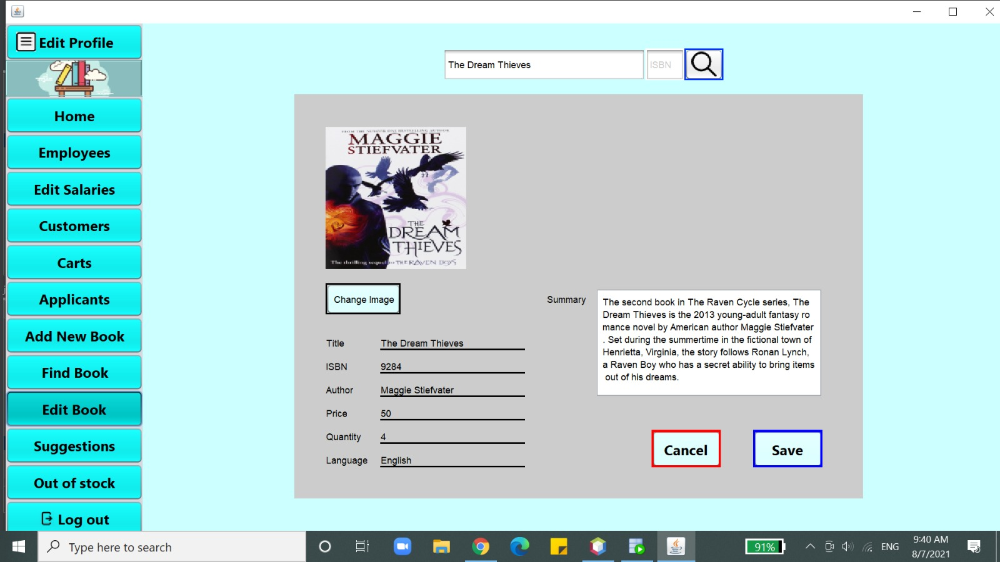 Edit Profile
Home
Employees
Edit Salaries
Customers
Carts
Applicants
Add New Book
Find Book
Edit Book
Suggestions
Out of stock
Log out
The Dream Thieves
ISBN
FROM THE NUMBER ONE BESTSELLING AUTHOR
MAGGIE
STIEFVATER
THE
DREAM
THIEVES
The thrilling sequel to THE RAVEN BOYS
Change Image
Title The Dream Thieves
ISBN 9284
Author Maggie Stiefvater
Price 50
Quantity 4
Language English
Summary
The second book in The Raven Cycle series, The
Dream Thieves is the 2013 young-adult fantasy ro
mance novel by American author Maggie Stiefvater
. Set during the summertime in the fictional town of
Henrietta, Virginia, the story follows Ronan Lynch,
a Raven Boy who has a secret ability to bring items
out of his dreams.
Cancel
Save
Type here to search
91%
ENG
9:40 AM
8/7/2021